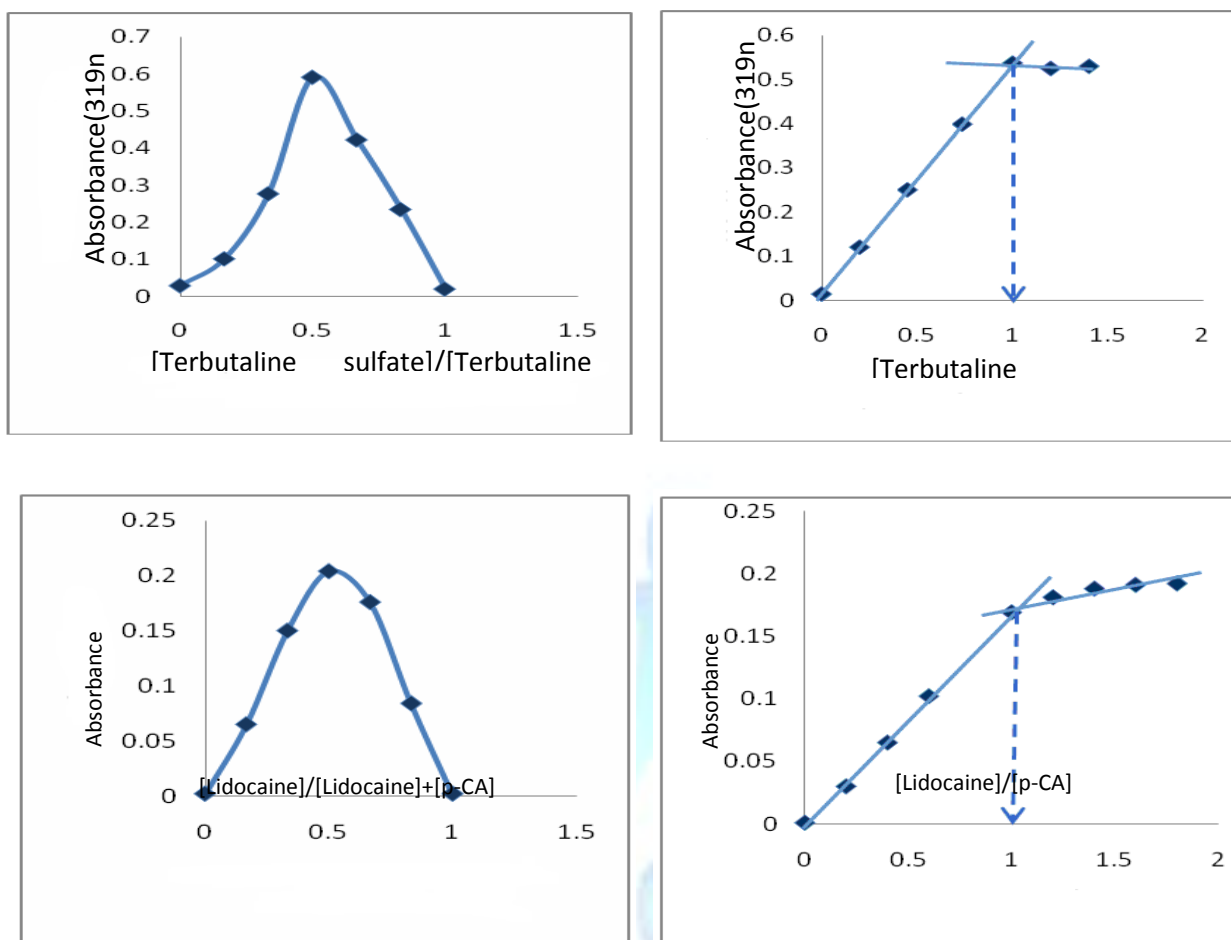 0.7
0.6
0.5
0.4
0.3
0.2
0.1
0
Absorbance(319n
0 0.5 1 1.5
[Terbutaline sulfate]/[Terbutaline
0.6
0.5
0.4
0.3
0.2
0.1
0
Absorbance(319n
0 0.5 1 1.5 2
[Terbutaline
0.25
0.2
0.15
0.1
0.05
0
Absorbance
[Lidocaine]/[Lidocaine]+[p-CA]
0 0.5 1 1.5
0.25
0.2
0.15
0.1
0.05
0
Absorbance
[Lidocaine]/[p-CA]
0 0.5 1 1.5 2